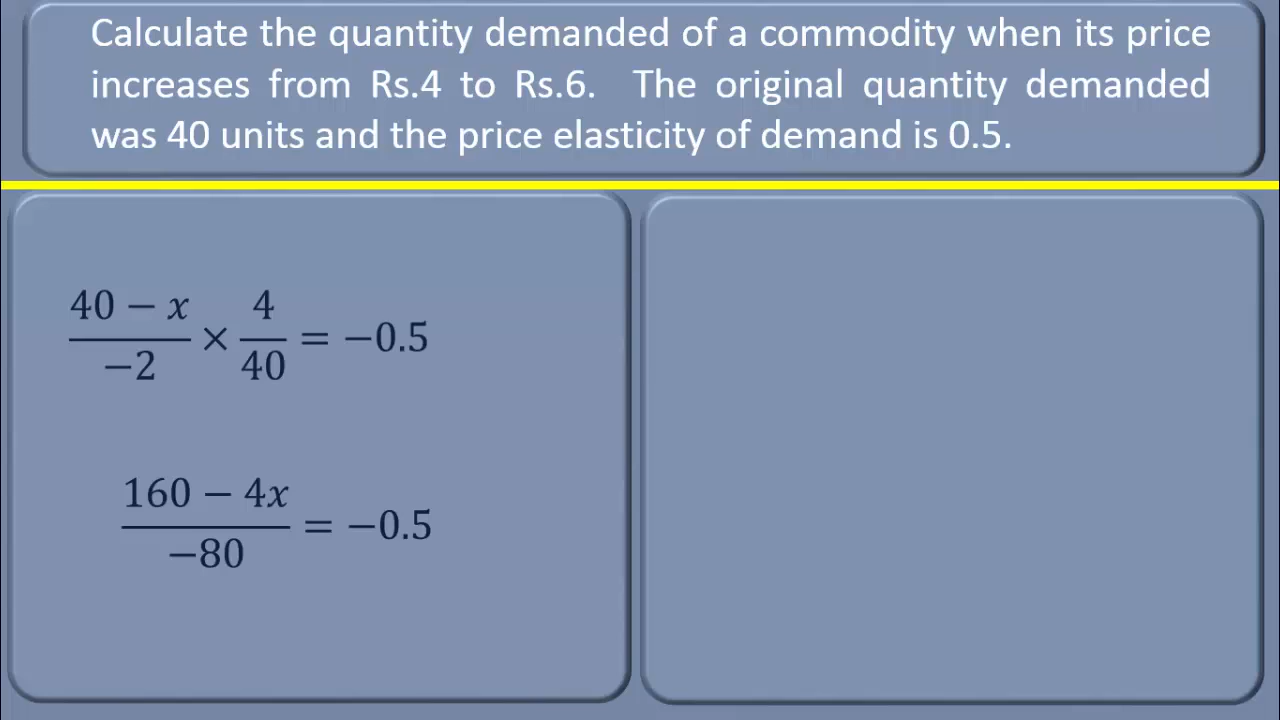 Calculate the quantity demanded of a commodity when its price
increases from Rs.4 to Rs.6. The original quantity demanded
was 40 units and the price elasticity of demand is 0.5.
40 − x / −2 × 4 / 40 = −0.5
160 − 4x / −80 = −0.5